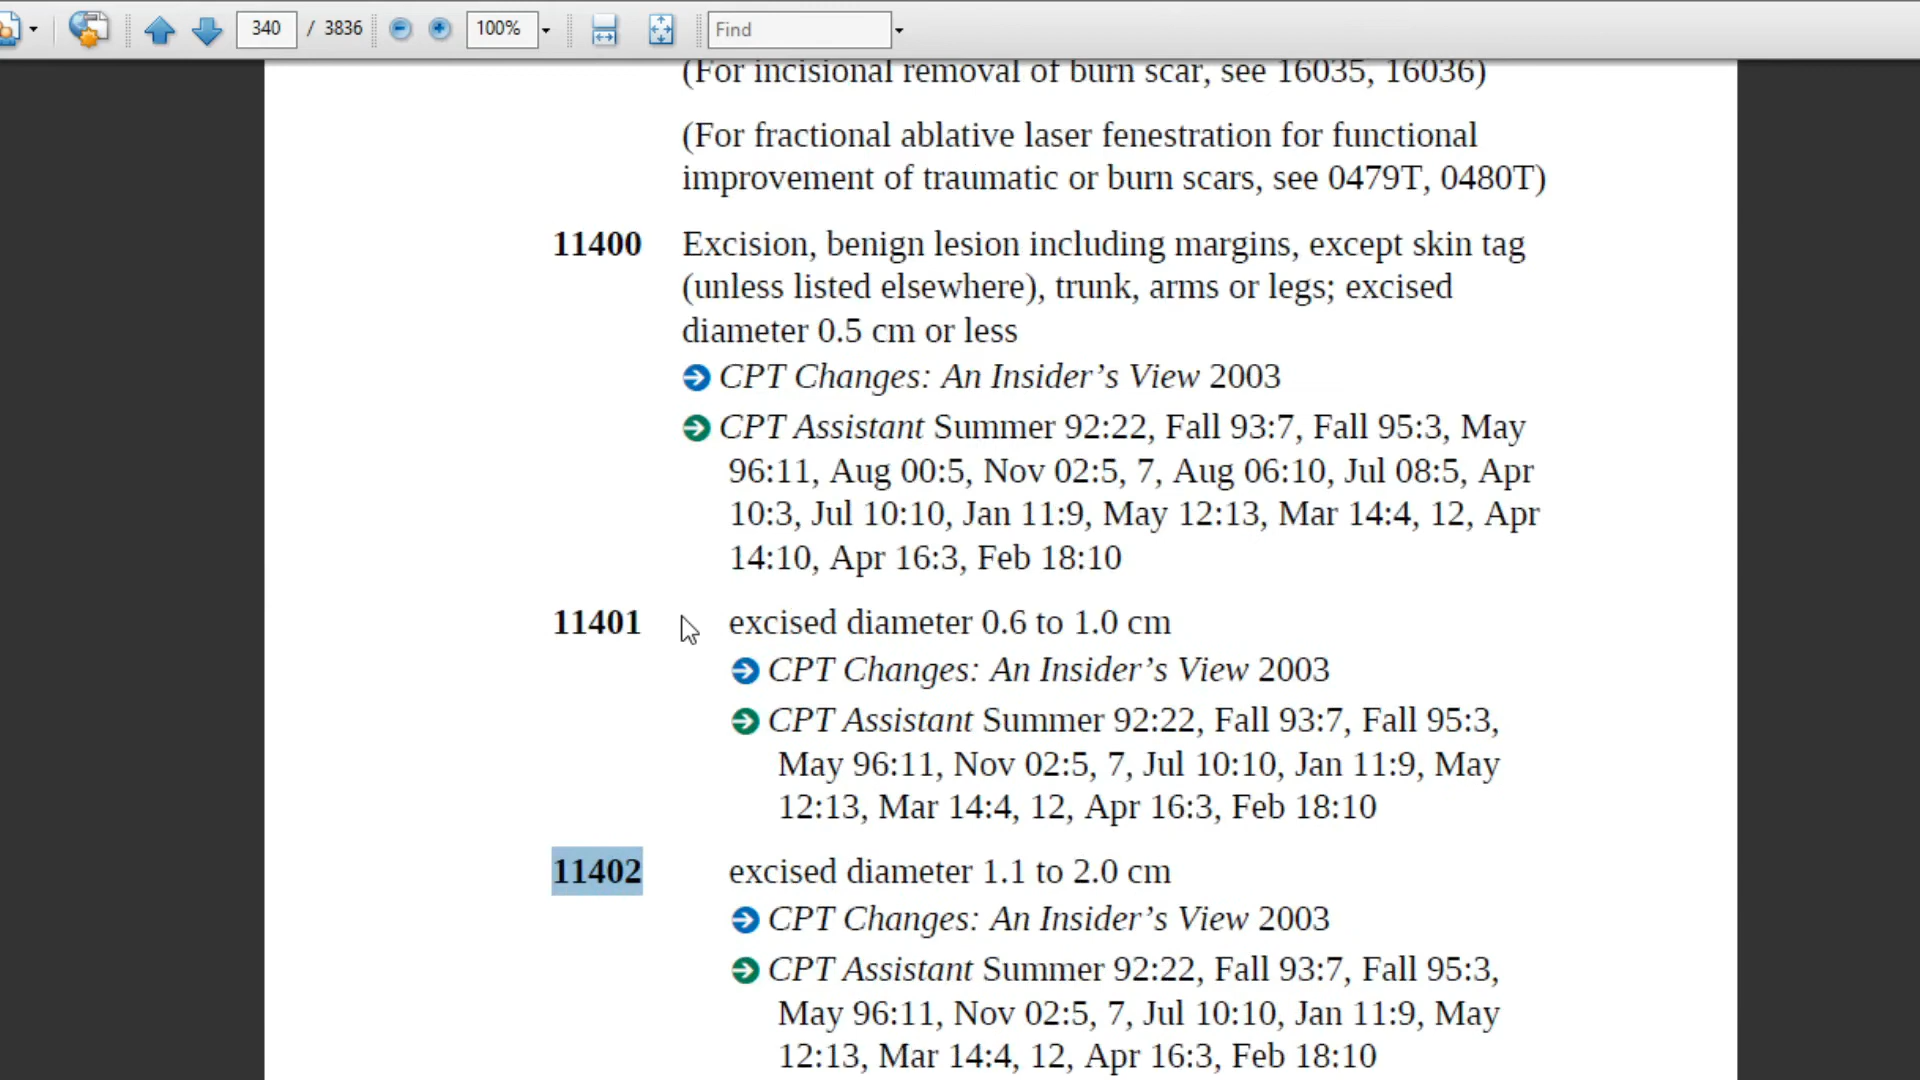 340 / 3836 100% Find
(For incisional removal of burn scar, see 16035, 16036)
(For fractional ablative laser fenestration for functional
improvement of traumatic or burn scars, see 0479T, 0480T)
11400 Excision, benign lesion including margins, except skin tag
(unless listed elsewhere), trunk, arms or legs; excised
diameter 0.5 cm or less
CPT Changes: An Insider’s View 2003
CPT Assistant Summer 92:22, Fall 93:7, Fall 95:3, May
96:11, Aug 00:5, Nov 02:5, 7, Aug 06:10, Jul 08:5, Apr
10:3, Jul 10:10, Jan 11:9, May 12:13, Mar 14:4, 12, Apr
14:10, Apr 16:3, Feb 18:10
11401 excised diameter 0.6 to 1.0 cm
CPT Changes: An Insider’s View 2003
CPT Assistant Summer 92:22, Fall 93:7, Fall 95:3,
May 96:11, Nov 02:5, 7, Jul 10:10, Jan 11:9, May
12:13, Mar 14:4, 12, Apr 16:3, Feb 18:10
11402 excised diameter 1.1 to 2.0 cm
CPT Changes: An Insider’s View 2003
CPT Assistant Summer 92:22, Fall 93:7, Fall 95:3,
May 96:11, Nov 02:5, 7, Jul 10:10, Jan 11:9, May
12:13, Mar 14:4, 12, Apr 16:3, Feb 18:10